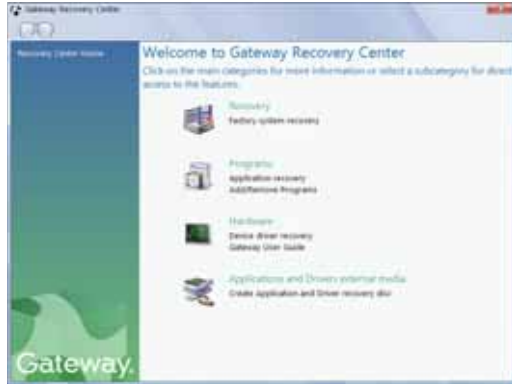 Gateway Recovery Center
Recovery Center Home
Welcome to Gateway Recovery Center
Click on the main categories for more information or select a subcategory for direct
access to the features.
Recovery
Factory system recovery
Programs
Application recovery
Add/Remove Programs
Hardware
Device driver recovery
Gateway User Guide
Applications and Drivers external media
Create Application and Driver recovery disc
Gateway.